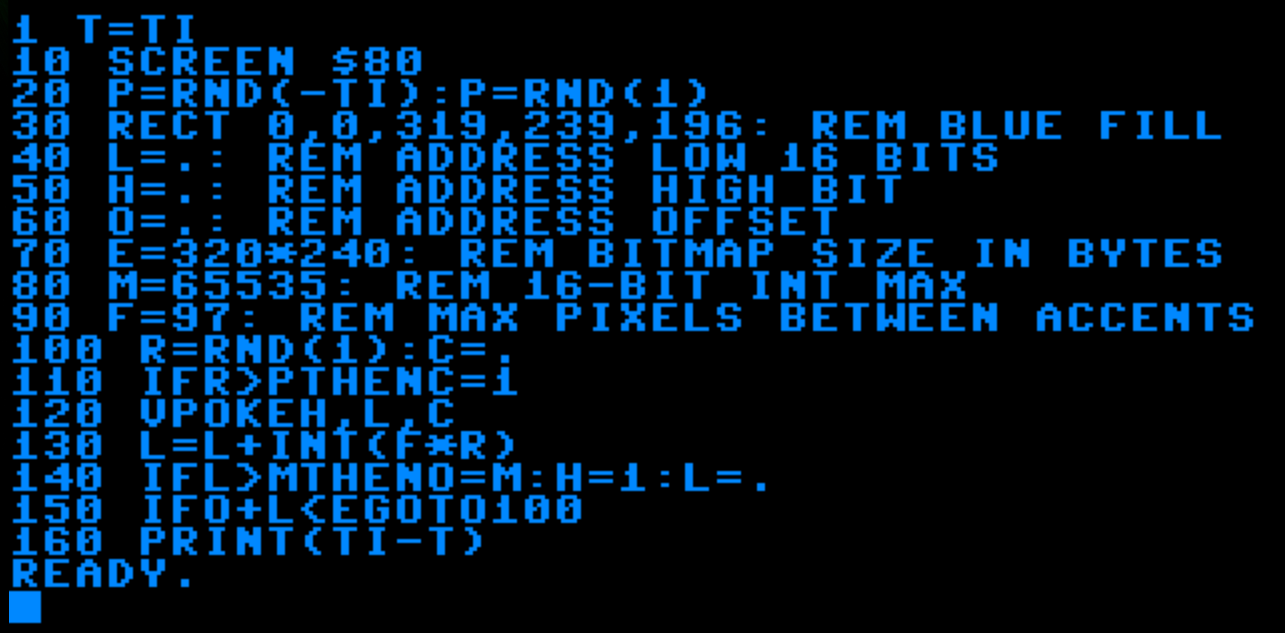 1 T=TI
10 SCREEN $80
20 P=RND(-TI):P=RND(1)
30 RECT 0,0,319,239,196: REM BLUE FILL
40 L=.: REM ADDRESS LOW 16 BITS
50 H=.: REM ADDRESS HIGH BIT
60 O=.: REM ADDRESS OFFSET
70 E=320*240: REM BITMAP SIZE IN BYTES
80 M=65535: REM 16-BIT INT MAX
90 F=97: REM MAX PIXELS BETWEEN ACCENTS
100 R=RND(1):C=.
110 IFR>PTHENC=1
120 VPOKEH,L,C
130 L=L+INT(F*R)
140 IFL>MTHENO=M:H=1:L=.
150 IFO+L<EGOTO100
160 PRINT(TI-T)
READY.